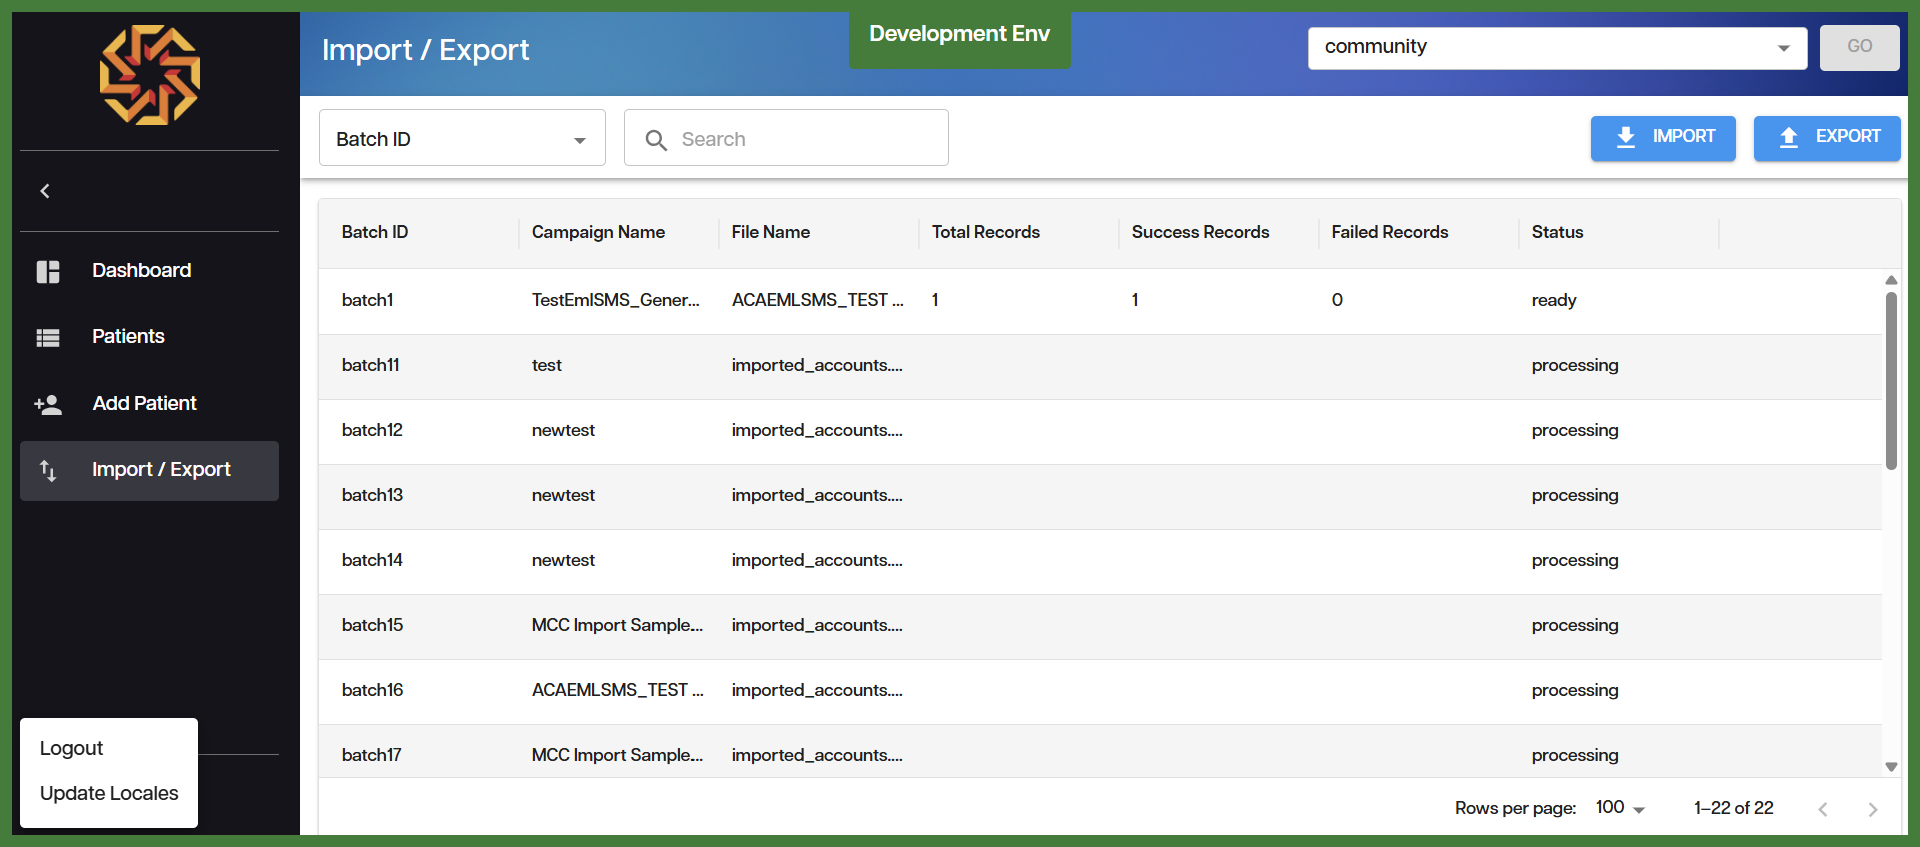 Import / Export
Development Env
community
GO
Batch ID
Search
IMPORT
EXPORT
Dashboard
Patients
Add Patient
Import / Export
Logout
Update Locales
Batch ID Campaign Name File Name Total Records Success Records Failed Records Status
batch1 TestEmlSMS_Gener... ACAEMLSMS_TEST ... 1 1 0 ready
batch11 test imported_accounts.... processing
batch12 newtest imported_accounts.... processing
batch13 newtest imported_accounts.... processing
batch14 newtest imported_accounts.... processing
batch15 MCC Import Sample... imported_accounts.... processing
batch16 ACAEMLSMS_TEST ... imported_accounts.... processing
batch17 MCC Import Sample... imported_accounts.... processing
Rows per page: 100 1–22 of 22